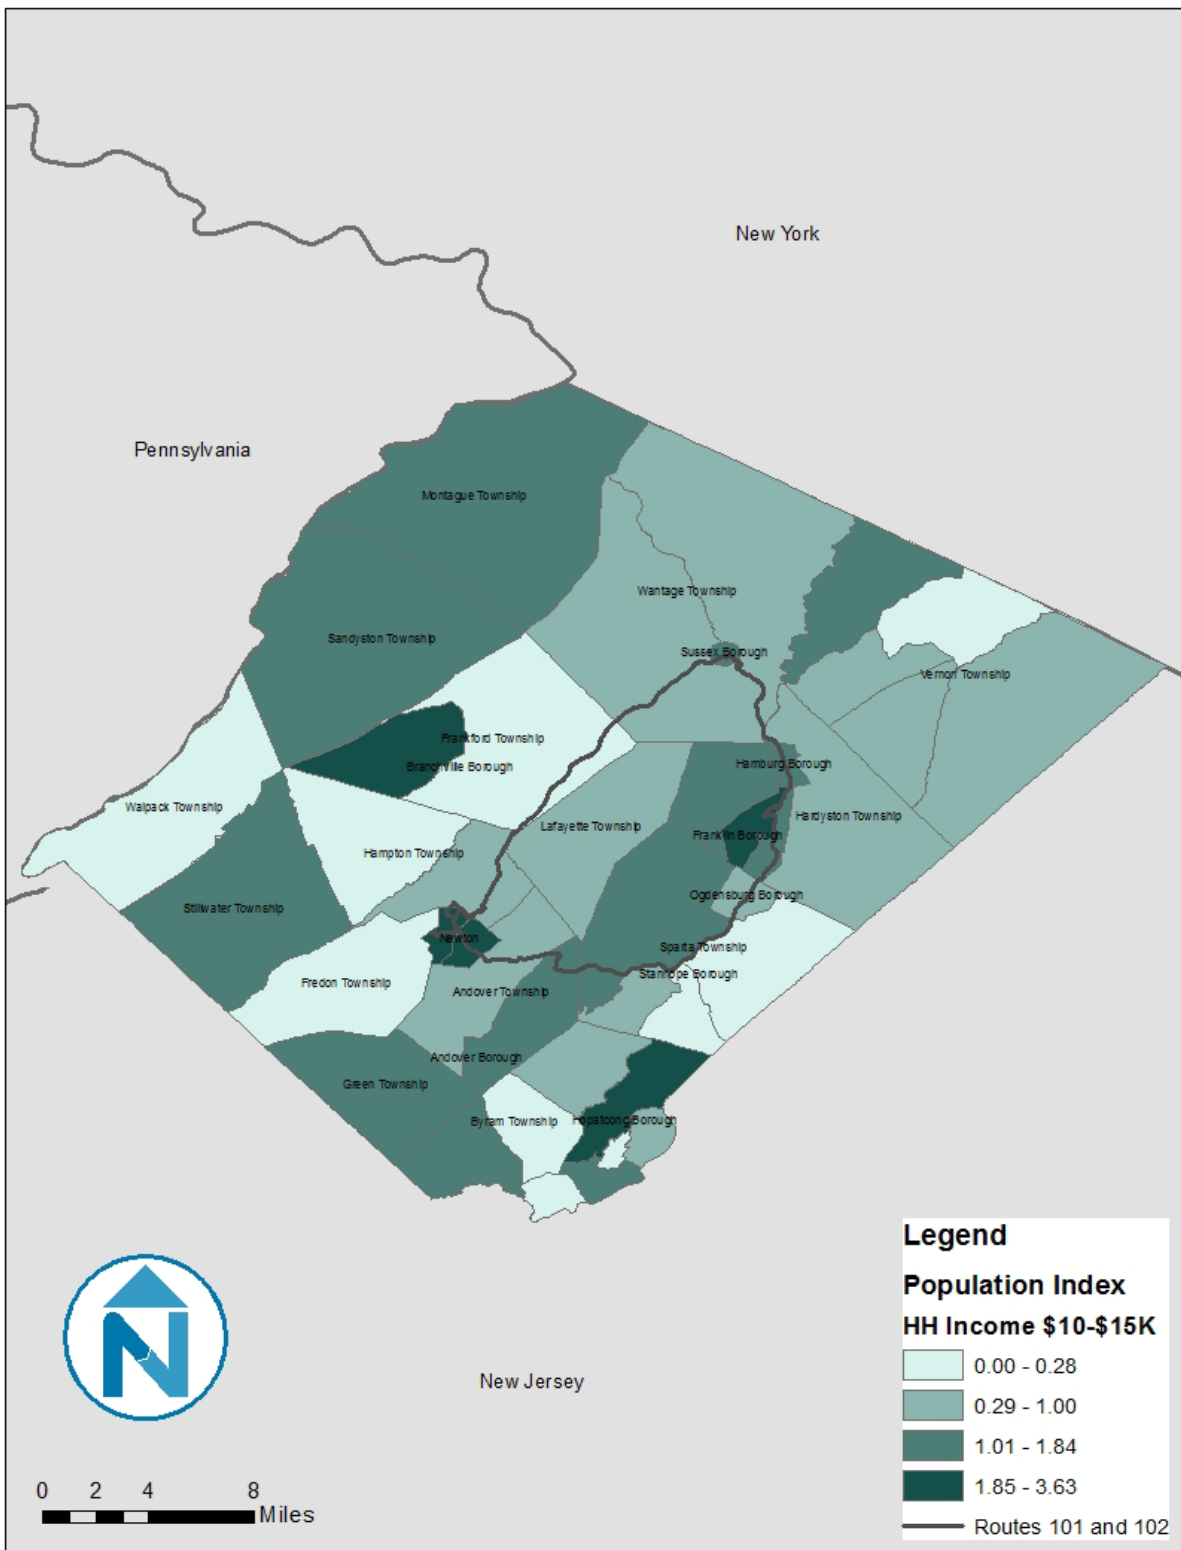 New York
Pennsylvania
Montague Township
Wantage Township
Sandyston Township
Sussex Borough
Vernon Township
Frankford Township
Branchville Borough
Hamburg Borough
Walpack Township
Lafayette Township
Hardyston Township
Franklin Borough
Hampton Township
Ogdensburg Borough
Stillwater Township
Newton
Sparta Township
Stanhope Borough
Fredon Township
Andover Township
Andover Borough
Green Township
Byram Township
Hopatcong Borough
New Jersey
N
0 2 4 8
Miles
Legend
Population Index
HH Income $10-$15K
0.00 - 0.28
0.29 - 1.00
1.01 - 1.84
1.85 - 3.63
Routes 101 and 102